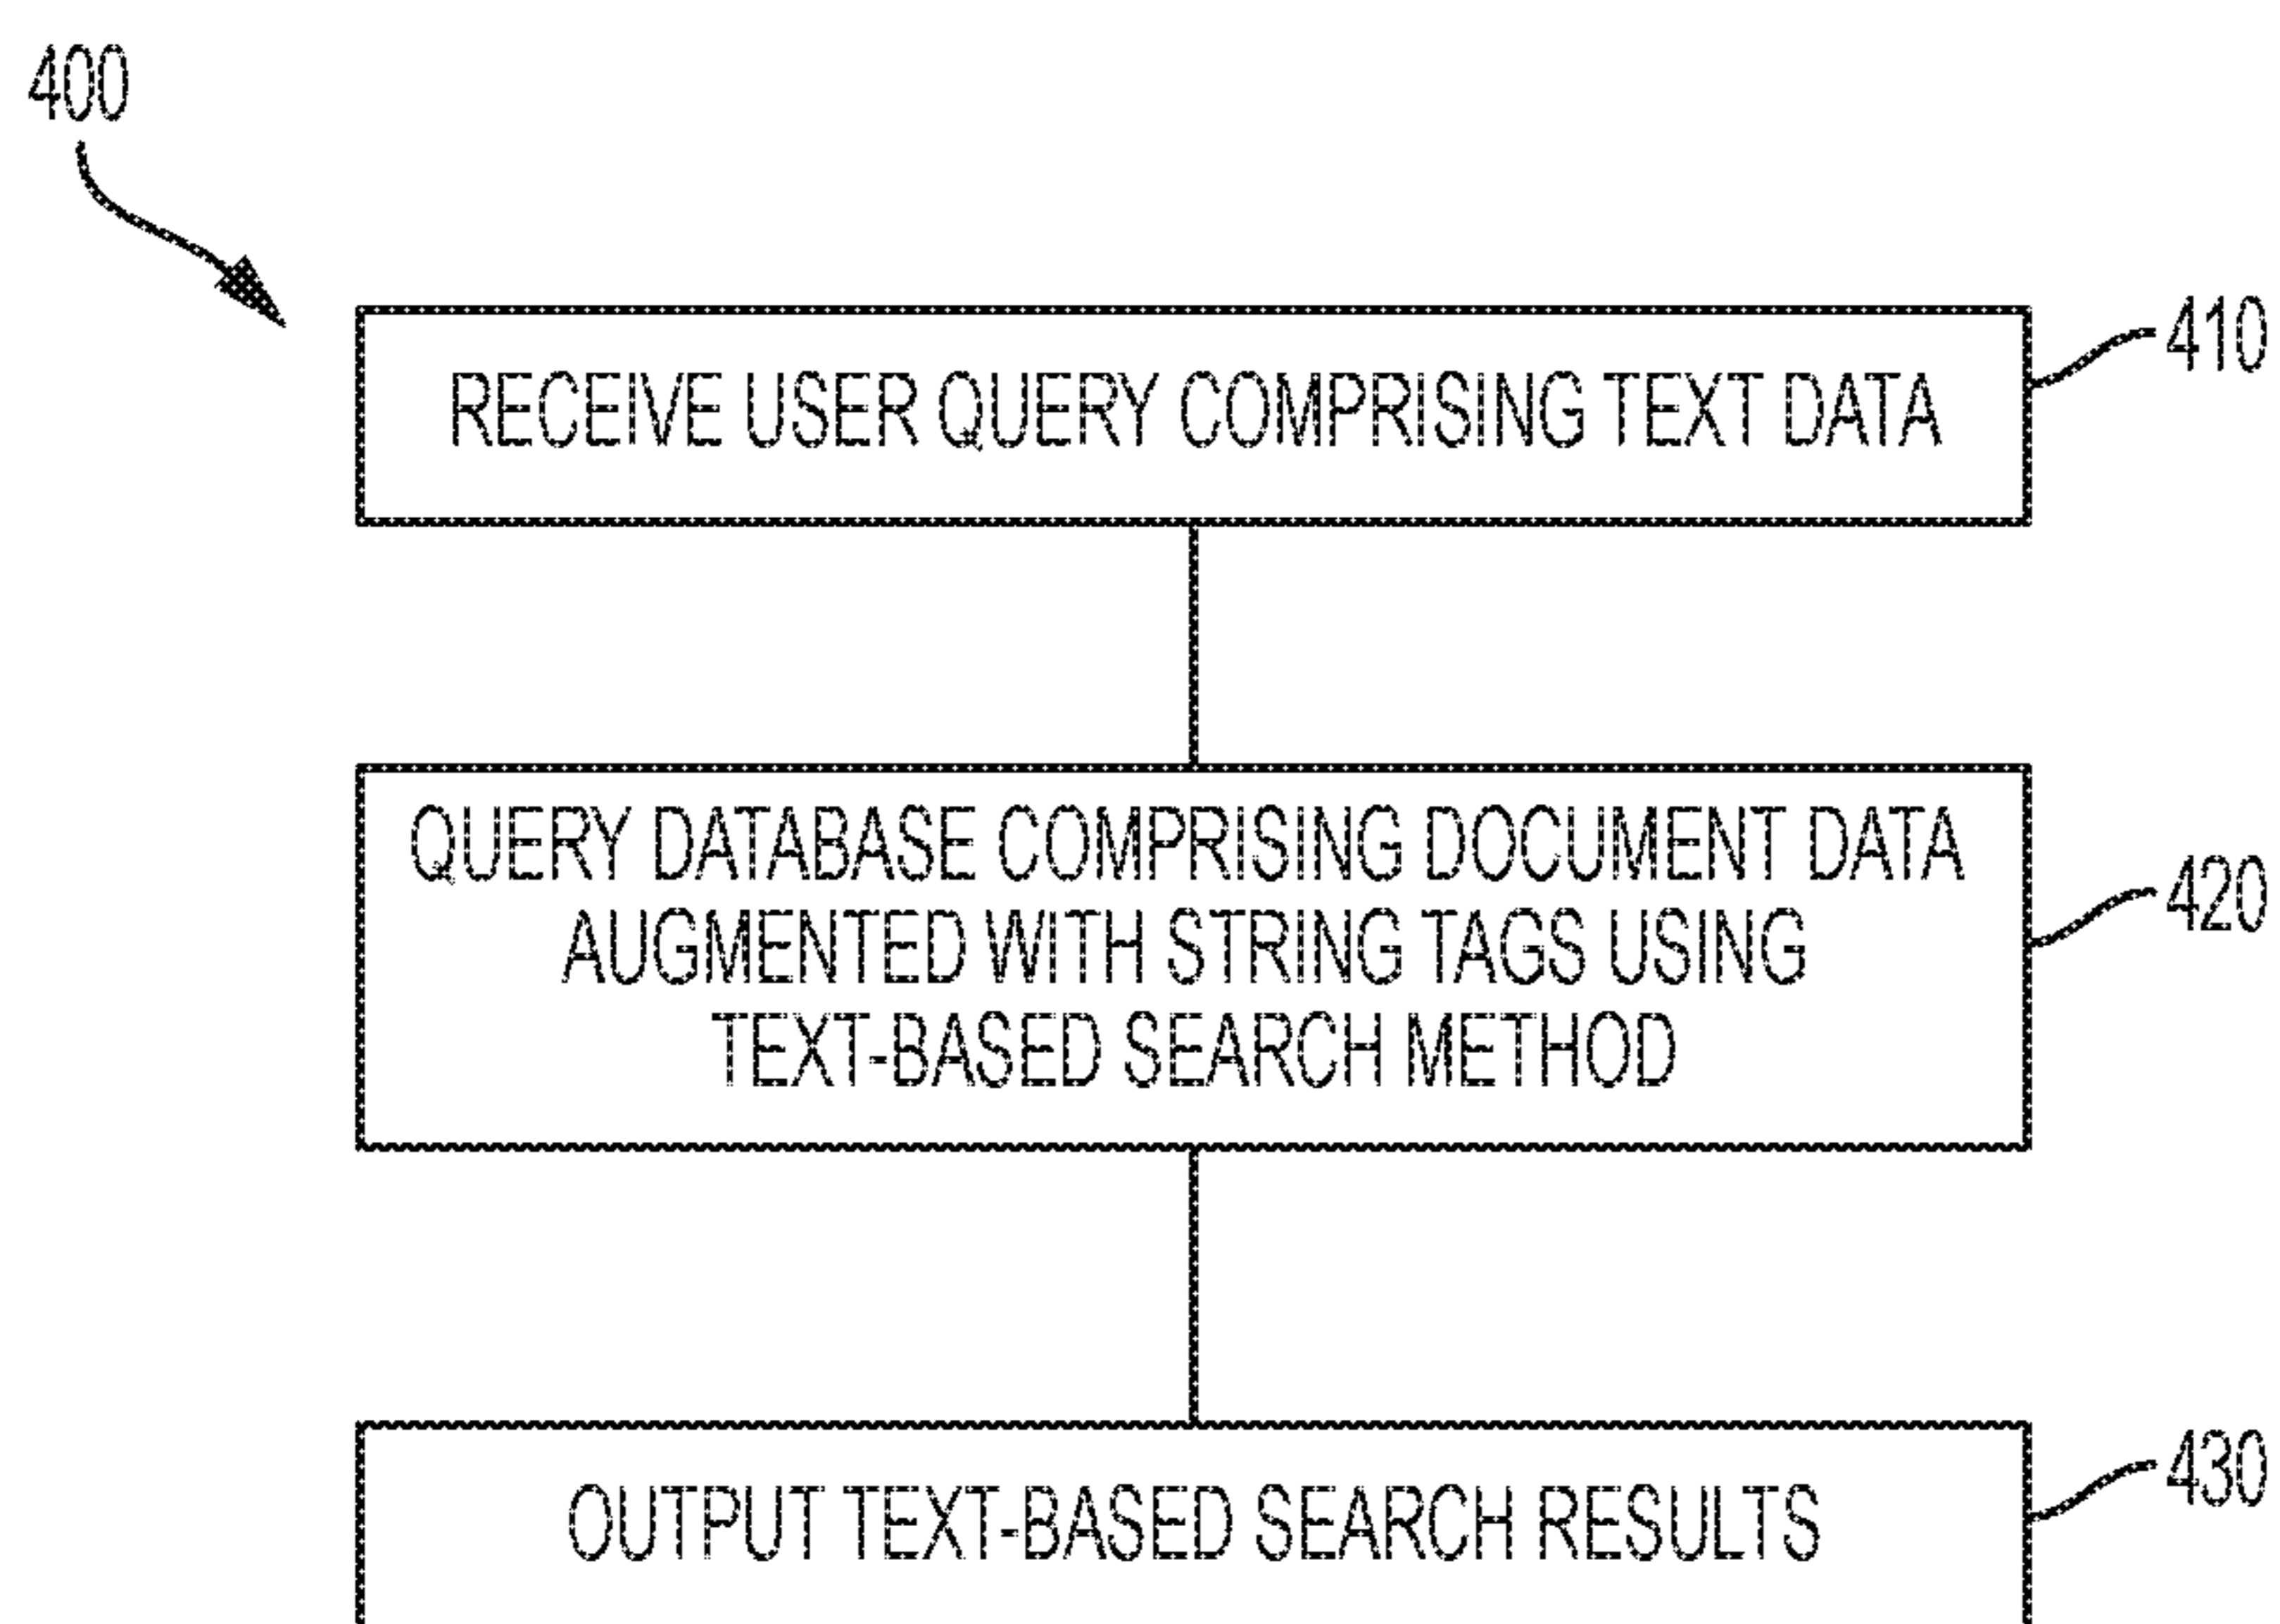 400
RECEIVE USER QUERY COMPRISING TEXT DATA
410
QUERY DATABASE COMPRISING DOCUMENT DATA
AUGMENTED WITH STRING TAGS USING
TEXT-BASED SEARCH METHOD
420
OUTPUT TEXT-BASED SEARCH RESULTS
430